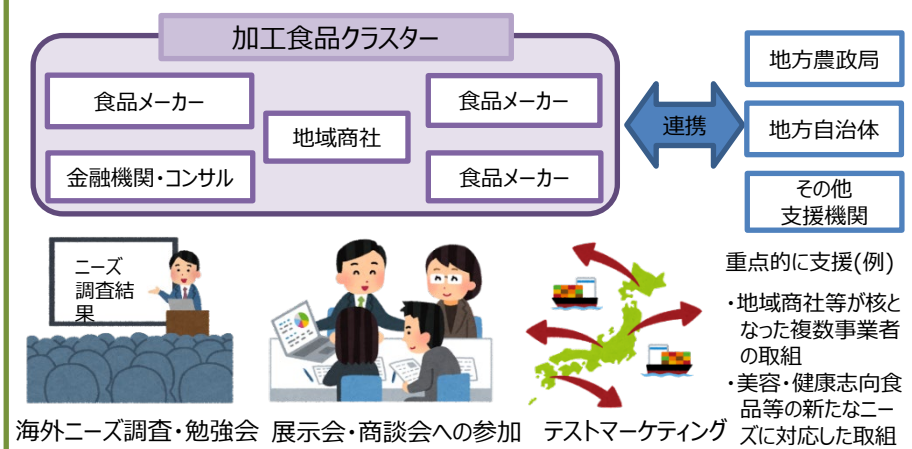 加工食品クラスター
食品メーカー
食品メーカー
地域商社
金融機関・コンサル
食品メーカー
連携
地方農政局
地方自治体
その他
支援機関
ニーズ
調査結
果
海外ニーズ調査・勉強会
展示会・商談会への参加
テストマーケティング
重点的に支援(例)
・地域商社等が核と
なった複数事業者
の取組
・美容・健康志向食
品等の新たなニー
ズに対応した取組